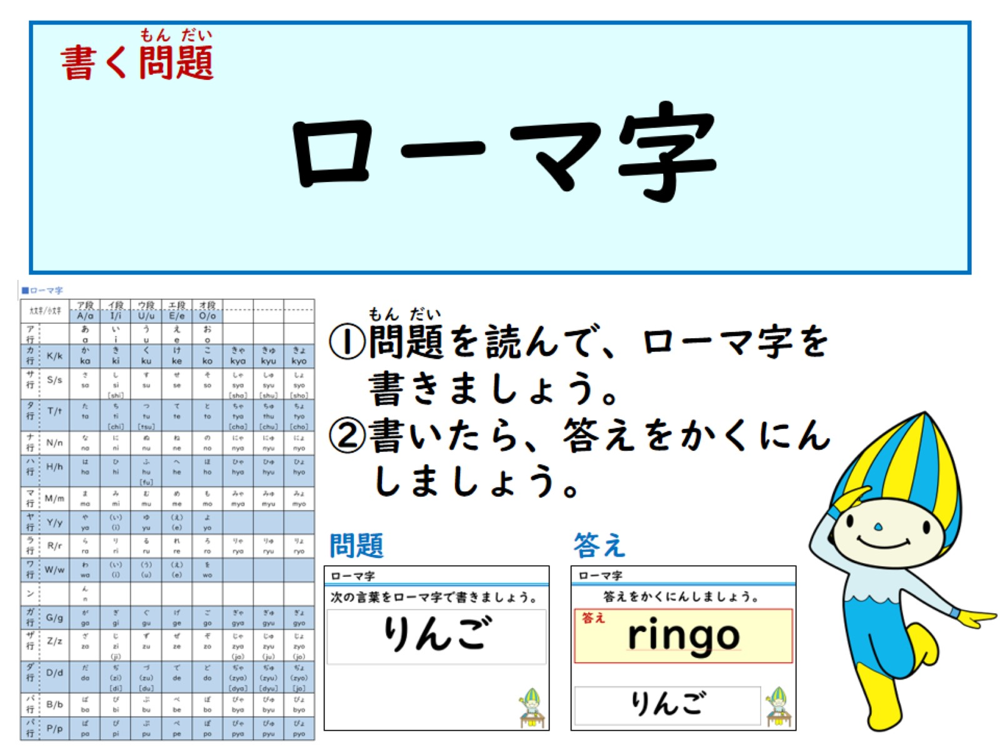 もん だい
書く問題
ローマ字
■ローマ字
大文字/小文字 ア段 イ段 ウ段 エ段 オ段
A/a I/i U/u E/e O/o
ア行 あ い う え お
a i u e o
カ行 K/k か き く け こ きゃ きゅ きょ
ka ki ku ke ko kya kyu kyo
サ行 S/s さ し す せ そ しゃ しゅ しょ
sa si su se so sya syu syo
[shi] [sha] [shu] [sho]
タ行 T/t た ち つ て と ちゃ ちゅ ちょ
ta ti tu te to tya thu tyo
[chi] [tsu] [cha] [chu] [cho]
ナ行 N/n な に ぬ ね の にゃ にゅ にょ
na ni nu ne no nya nyu nyo
ハ行 H/h は ひ ふ へ ほ ひゃ ひゅ ひょ
ha hi hu he ho hya hyu hyo
[fu]
マ行 M/m ま み む め も みゃ みゅ みょ
ma mi mu me mo mya myu myo
ヤ行 Y/y や (い) ゆ (え) よ
ya (i) yu (e) yo
ラ行 R/r ら り る れ ろ りゃ りゅ りょ
ra ri ru re ro rya ryu ryo
ワ行 W/w わ (い) (う) (え) を
wa (i) (u) (e) wo
ン ん
n
ガ行 G/g が ぎ ぐ げ ご ぎゃ ぎゅ ぎょ
ga gi gu ge go gya gyu gyo
ザ行 Z/z ざ じ ず ぜ ぞ じゃ じゅ じょ
za zi zu ze zo zya zyu zyo
(ji) (ja) (ju) (jo)
ダ行 D/d だ ぢ づ で ど ぢゃ ぢゅ ぢょ
da (zi) (zu) de do (zya) (zyu) (zyo)
[di] [du] [dya] [dyu] [jo]
バ行 B/b ば び ぶ べ ぼ びゃ びゅ びょ
ba bi bu be bo bya byu byo
パ行 P/p ぱ ぴ ぷ ぺ ぽ ぴゃ ぴゅ ぴょ
pa pi pu pe po pya pyu pyo
もん だい
①問題を読んで、ローマ字を
書きましょう。
②書いたら、答えをかくにん
しましょう。
問題
ローマ字
次の言葉をローマ字で書きましょう。
りんご
答え
ローマ字
答えをかくにんしましょう。
答え
ringo
りんご